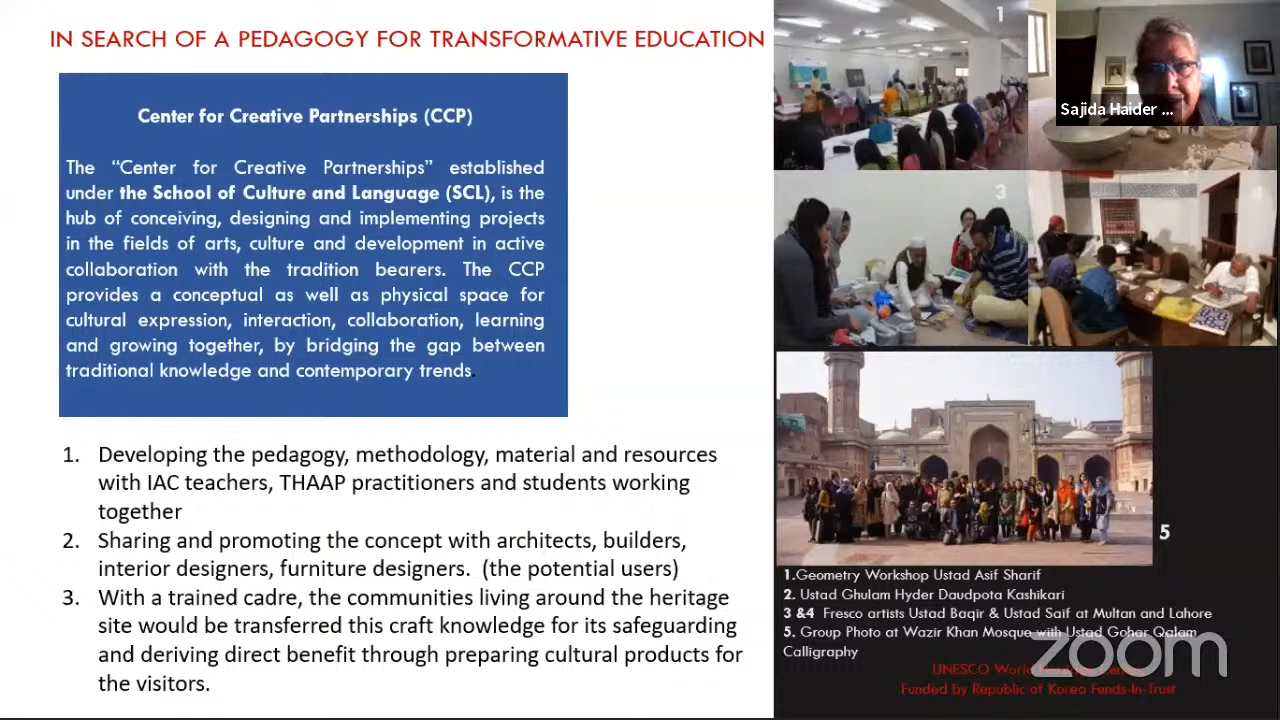 IN SEARCH OF A PEDAGOGY FOR TRANSFORMATIVE EDUCATION
Center for Creative Partnerships (CCP)
The “Center for Creative Partnerships” established
under the School of Culture and Language (SCL), is the
hub of conceiving, designing and implementing projects
in the fields of arts, culture and development in active
collaboration with the tradition bearers. The CCP
provides a conceptual as well as physical space for
cultural expression, interaction, collaboration, learning
and growing together, by bridging the gap between
traditional knowledge and contemporary trends.
1. Developing the pedagogy, methodology, material and resources
with IAC teachers, THAAP practitioners and students working
together
2. Sharing and promoting the concept with architects, builders,
interior designers, furniture designers. (the potential users)
3. With a trained cadre, the communities living around the heritage
site would be transferred this craft knowledge for its safeguarding
and deriving direct benefit through preparing cultural products for
the visitors.
1
Sajida Haider ...
3
5
1.Geometry Workshop Ustad Asif Sharif
2. Ustad Ghulam Hyder Daudpota Kashikari
3 &4 Fresco artists Ustad Baqir & Ustad Saif at Multan and Lahore
5. Group Photo at Wazir Khan Mosque with Ustad Gohar Qalam
Calligraphy
zoom
UNESCO World
Funded by Republic of Korea Funds-In-Trust